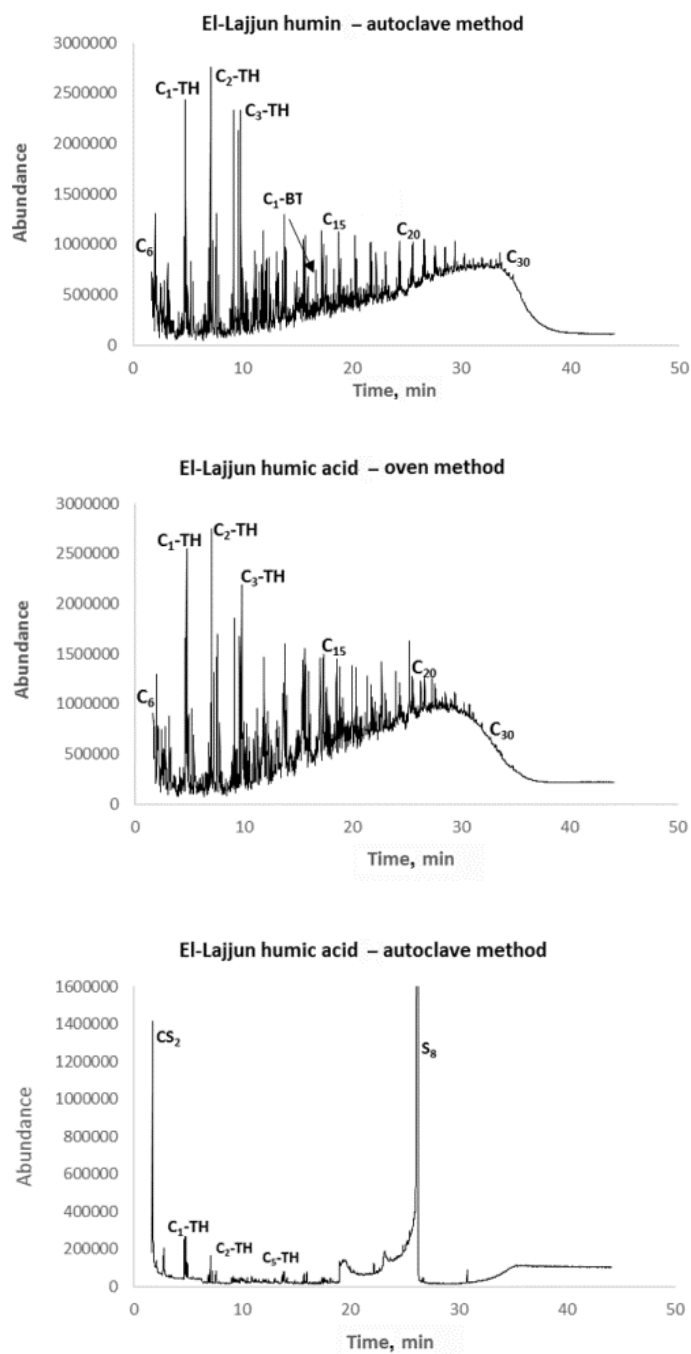 El-Lajjun humin – autoclave method
3000000
2500000
2000000
1500000
1000000
500000
0
Abundance
C₁-TH
C₂-TH
C₃-TH
C₁-BT
C₆
C₁₅
C₂₀
C₃₀
0 10 20 30 40 50
Time, min
El-Lajjun humic acid – oven method
3000000
2500000
2000000
1500000
1000000
500000
0
Abundance
C₁-TH
C₂-TH
C₃-TH
C₆
C₁₅
C₂₀
C₃₀
0 10 20 30 40 50
Time, min
El-Lajjun humic acid – autoclave method
1600000
1400000
1200000
1000000
800000
600000
400000
200000
0
Abundance
CS₂
S₈
C₁-TH
C₂-TH
C₅-TH
0 10 20 30 40 50
Time, min